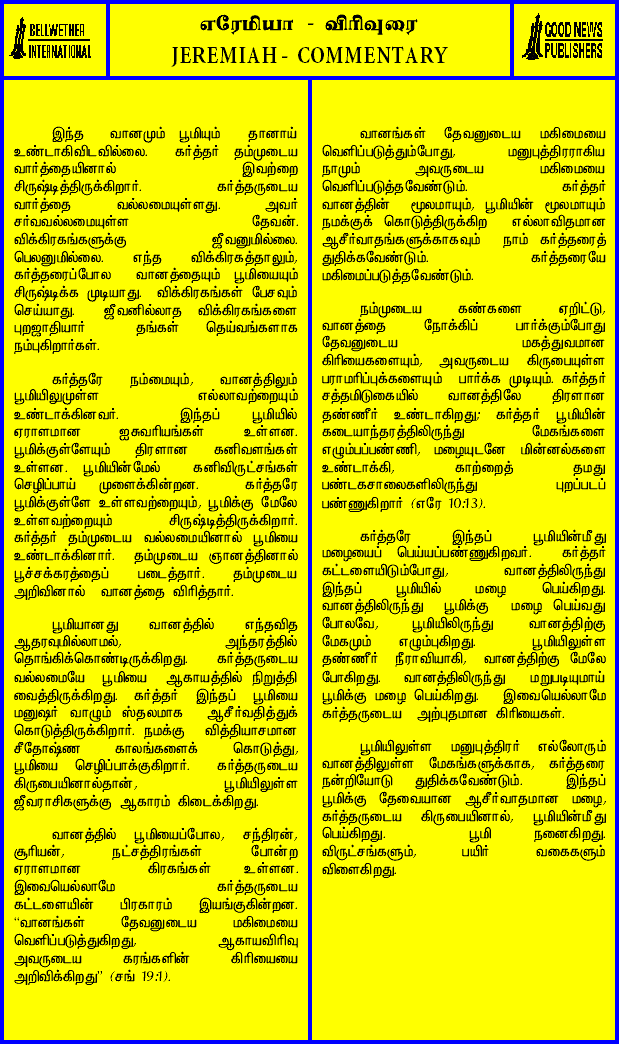 BELLWETHER
INTERNATIONAL
எரேமியா - விரிவுரை
JEREMIAH - COMMENTARY
GOOD NEWS
PUBLISHERS
இந்த வானமும் பூமியும் தானாய்
உண்டாகிவிடவில்லை. கர்த்தர் தம்முடைய
வார்த்தையினால் இவற்றை
சிருஷ்டித்திருக்கிறார். கர்த்தருடைய
வார்த்தை வல்லமையுள்ளது. அவர்
சர்வவல்லமையுள்ள தேவன்.
விக்கிரகங்களுக்கு ஜீவனுமில்லை.
பெலனுமில்லை. எந்த விக்கிரகத்தாலும்,
கர்த்தரைப்போல வானத்தையும் பூமியையும்
சிருஷ்டிக்க முடியாது. விக்கிரகங்கள் பேசவும்
செய்யாது. ஜீவனில்லாத விக்கிரகங்களை
புறஜாதியார் தங்கள் தெய்வங்களாக
நம்புகிறார்கள்.
கர்த்தரே நம்மையும், வானத்திலும்
பூமியிலுமுள்ள எல்லாவற்றையும்
உண்டாக்கினவர். இந்தப் பூமியில்
ஏராளமான ஐசுவரியங்கள் உள்ளன.
பூமிக்குள்ளேயும் திரளான கனிவளங்கள்
உள்ளன. பூமியின்மேல் கனிவிருட்சங்கள்
செழிப்பாய் முளைக்கின்றன. கர்த்தரே
பூமிக்குள்ளே உள்ளவற்றையும், பூமிக்கு மேலே
உள்ளவற்றையும் சிருஷ்டித்திருக்கிறார்.
கர்த்தர் தம்முடைய வல்லமையினால் பூமியை
உண்டாக்கினார். தம்முடைய ஞானத்தினால்
பூச்சக்கரத்தைப் படைத்தார். தம்முடைய
அறிவினால் வானத்தை விரித்தார்.
பூமியானது வானத்தில் எந்தவித
ஆதரவுமில்லாமல், அந்தரத்தில்
தொங்கிக்கொண்டிருக்கிறது. கர்த்தருடைய
வல்லமையே பூமியை ஆகாயத்தில் நிறுத்தி
வைத்திருக்கிறது. கர்த்தர் இந்தப் பூமியை
மனுஷர் வாழும் ஸ்தலமாக ஆசீர்வதித்துக்
கொடுத்திருக்கிறார். நமக்கு வித்தியாசமான
சீதோஷ்ண காலங்களைக் கொடுத்து,
பூமியை செழிப்பாக்குகிறார். கர்த்தருடைய
கிருபையினால்தான், பூமியிலுள்ள
ஜீவராசிகளுக்கு ஆகாரம் கிடைக்கிறது.
வானத்தில் பூமியைப்போல, சந்திரன்,
சூரியன், நட்சத்திரங்கள் போன்ற
ஏராளமான கிரகங்கள் உள்ளன.
இவையெல்லாமே கர்த்தருடைய
கட்டளையின் பிரகாரம் இயங்குகின்றன.
“வானங்கள் தேவனுடைய மகிமையை
வெளிப்படுத்துகிறது, ஆகாயவிரிவு
அவருடைய கரங்களின் கிரியையை
அறிவிக்கிறது” (சங் 19:1).
வானங்கள் தேவனுடைய மகிமையை
வெளிப்படுத்தும்போது, மனுபுத்திரராகிய
நாமும் அவருடைய மகிமையை
வெளிப்படுத்தவேண்டும். கர்த்தர்
வானத்தின் மூலமாயும், பூமியின் மூலமாயும்
நமக்குக் கொடுத்திருக்கிற எல்லாவிதமான
ஆசீர்வாதங்களுக்காகவும் நாம் கர்த்தரைத்
துதிக்கவேண்டும். கர்த்தரையே
மகிமைப்படுத்தவேண்டும்.
நம்முடைய கண்களை ஏறிட்டு,
வானத்தை நோக்கிப் பார்க்கும்போது
தேவனுடைய மகத்துவமான
கிரியைகளையும், அவருடைய கிருபையுள்ள
பராமரிப்புக்களையும் பார்க்க முடியும். கர்த்தர்
சத்தமிடுகையில் வானத்திலே திரளான
தண்ணீர் உண்டாகிறது; கர்த்தர் பூமியின்
கடையாந்தரத்திலிருந்து மேகங்களை
எழும்பப்பண்ணி, மழையுடனே மின்னல்களை
உண்டாக்கி, காற்றைத் தமது
பண்டகசாலைகளிலிருந்து புறப்படப்
பண்ணுகிறார் (எரே 10:13).
கர்த்தரே இந்தப் பூமியின்மீது
மழையைப் பெய்யப்பண்ணுகிறவர். கர்த்தர்
கட்டளையிடும்போது, வானத்திலிருந்து
இந்தப் பூமியில் மழை பெய்கிறது.
வானத்திலிருந்து பூமிக்கு மழை பெய்வது
போலவே, பூமியிலிருந்து வானத்திற்கு
மேகமும் எழும்புகிறது. பூமியிலுள்ள
தண்ணீர் நீராவியாகி, வானத்திற்கு மேலே
போகிறது. வானத்திலிருந்து மறுபடியுமாய்
பூமிக்கு மழை பெய்கிறது. இவையெல்லாமே
கர்த்தருடைய அற்புதமான கிரியைகள்.
பூமியிலுள்ள மனுபுத்திரர் எல்லோரும்
வானத்திலுள்ள மேகங்களுக்காக, கர்த்தரை
நன்றியோடு துதிக்கவேண்டும். இந்தப்
பூமிக்கு தேவையான ஆசீர்வாதமான மழை,
கர்த்தருடைய கிருபையினால், பூமியின்மீது
பெய்கிறது. பூமி நனைகிறது.
விருட்சங்களும், பயிர் வகைகளும்
விளைகிறது.